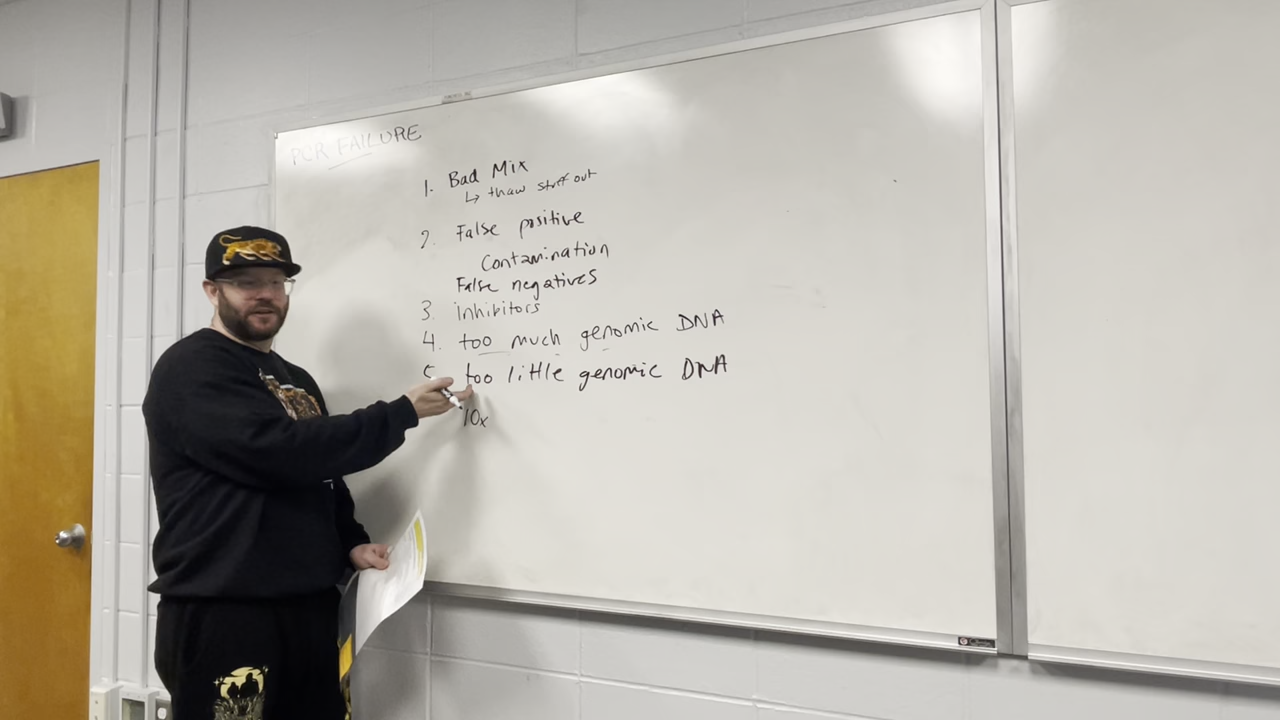 PCR FAILURE
1. Bad Mix
↳ thaw stuff out
2. False positive
Contamination
False negatives
3. inhibitors
4. too much genomic DNA
5 too little genomic DNA
10x